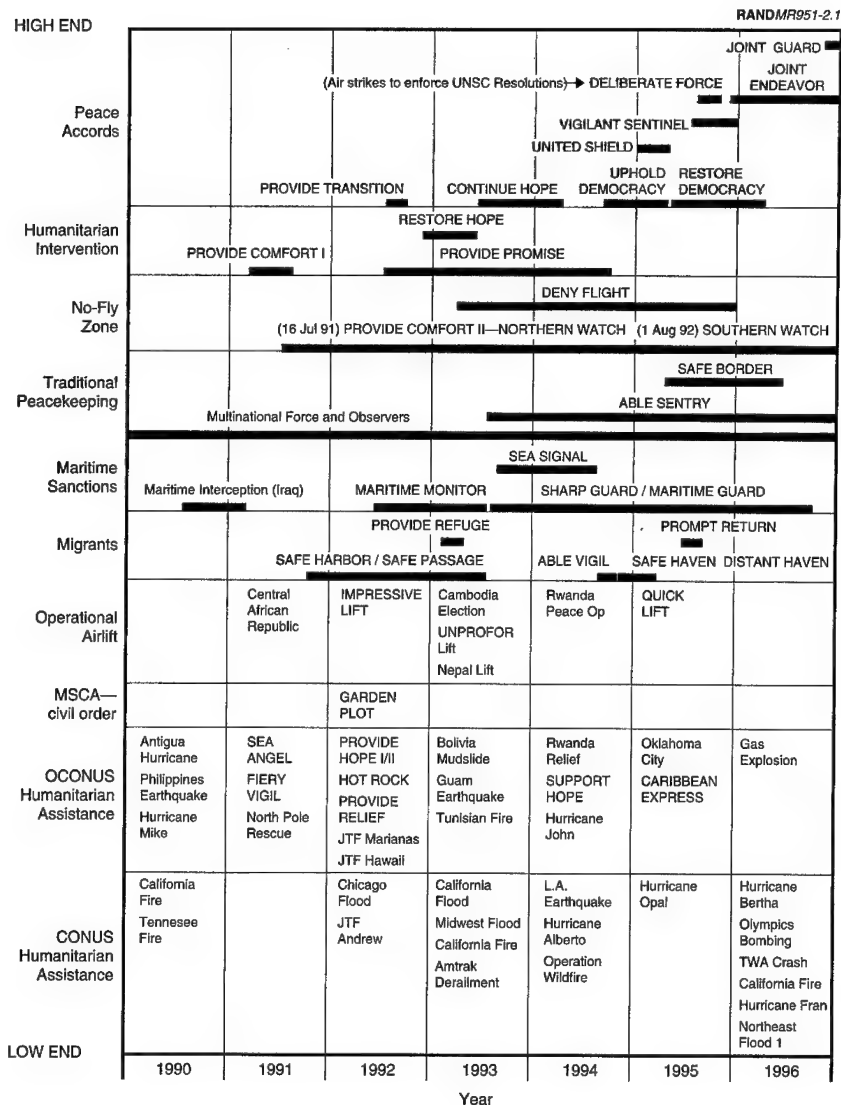 RANDMR951-2.1
HIGH END
JOINT GUARD
JOINT
ENDEAVOR
(Air strikes to enforce UNSC Resolutions)
DELIBERATE FORCE
Peace
Accords
VIGILANT SENTINEL
UNITED SHIELD
UPHOLD
DEMOCRACY
RESTORE
DEMOCRACY
PROVIDE TRANSITION
CONTINUE HOPE
Humanitarian
Intervention
RESTORE HOPE
PROVIDE COMFORT I
PROVIDE PROMISE
No-Fly
Zone
DENY FLIGHT
(16 Jul 91) PROVIDE COMFORT II—NORTHERN WATCH
(1 Aug 92) SOUTHERN WATCH
Traditional
Peacekeeping
SAFE BORDER
ABLE SENTRY
Multinational Force and Observers
Maritime
Sanctions
SEA SIGNAL
Maritime Interception (Iraq)
MARITIME MONITOR
SHARP GUARD / MARITIME GUARD
Migrants
PROVIDE REFUGE
PROMPT RETURN
SAFE HARBOR / SAFE PASSAGE
ABLE VIGIL
SAFE HAVEN
DISTANT HAVEN
Operational
Airlift
Central
African
Republic
IMPRESSIVE
LIFT
Cambodia
Election
UNPROFOR
Lift
Nepal Lift
Rwanda
Peace Op
QUICK
LIFT
MSCA—
civil order
GARDEN
PLOT
OCONUS
Humanitarian
Assistance
Antigua
Hurricane
Philippines
Earthquake
Hurricane
Mike
SEA
ANGEL
FIERY
VIGIL
North Pole
Rescue
PROVIDE
HOPE I/II
HOT ROCK
PROVIDE
RELIEF
JTF Marianas
JTF Hawaii
Bolivia
Mudslide
Guam
Earthquake
Tunisian Fire
Rwanda
Relief
SUPPORT
HOPE
Hurricane
John
Oklahoma
City
CARIBBEAN
EXPRESS
Gas
Explosion
CONUS
Humanitarian
Assistance
California
Fire
Tennesee
Fire
Chicago
Flood
JTF
Andrew
California
Flood
Midwest Flood
California Fire
Amtrak
Derailment
L.A.
Earthquake
Hurricane
Alberto
Operation
Wildfire
Hurricane
Opal
Hurricane
Bertha
Olympics
Bombing
TWA Crash
California Fire
Hurricane Fran
Northeast
Flood 1
LOW END
1990
1991
1992
1993
1994
1995
1996
Year